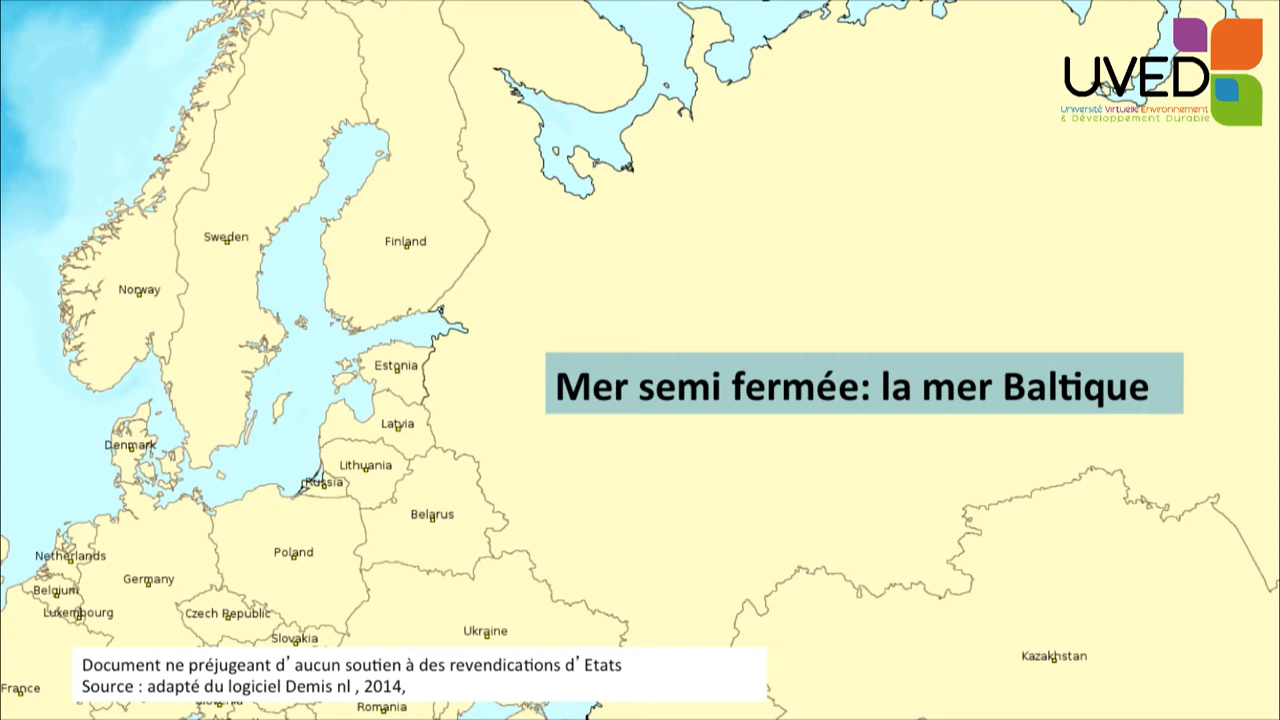 UVED
Université Virtuelle Environnement
& Développement Durable
Sweden
Finland
Norway
Estonia
Mer semi fermée: la mer Baltique
Latvia
Denmark
Lithuania
Russia
Belarus
Poland
Netherlands
Germany
Belgium
Luxembourg
Czech Republic
Ukraine
Slovakia
Kazakhstan
Document ne préjugeant d’aucun soutien à des revendications d’Etats
Source : adapté du logiciel Demis nl , 2014,
France
Slovenia
Romania